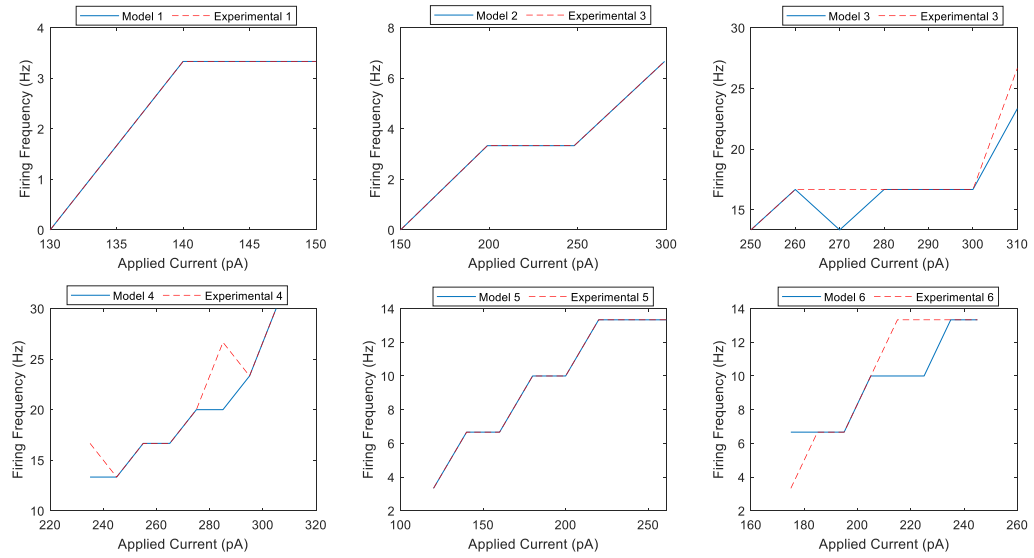 Model 1 Experimental 1
4
3
2
1
0
130 135 140 145 150
Firing Frequency (Hz)
Applied Current (pA)
Model 2 Experimental 3
8
6
4
2
0
150 200 250 300
Firing Frequency (Hz)
Applied Current (pA)
Model 3 Experimental 3
30
25
20
15
250 260 270 280 290 300 310
Firing Frequency (Hz)
Applied Current (pA)
Model 4 Experimental 4
30
25
20
15
10
220 240 260 280 300 320
Firing Frequency (Hz)
Applied Current (pA)
Model 5 Experimental 5
14
12
10
8
6
4
2
100 150 200 250
Firing Frequency (Hz)
Applied Current (pA)
Model 6 Experimental 6
14
12
10
8
6
4
2
160 180 200 220 240 260
Firing Frequency (Hz)
Applied Current (pA)